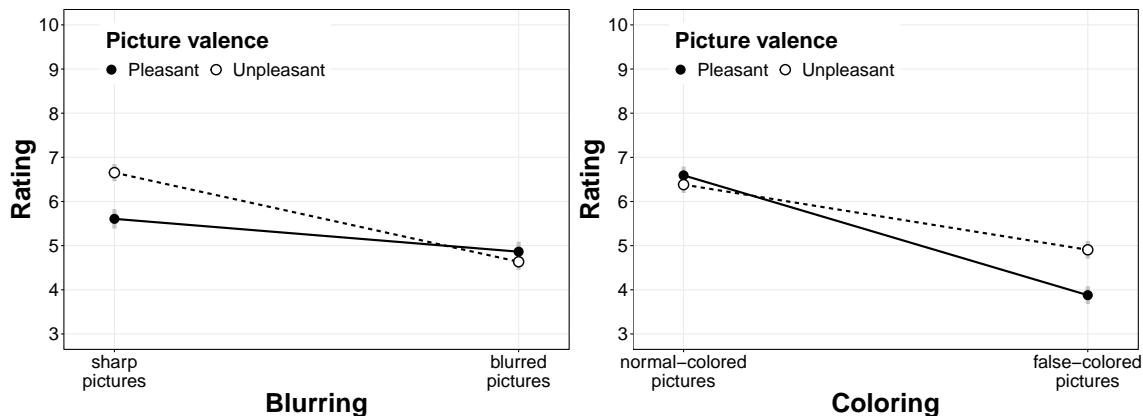 Picture valence
Pleasant Unpleasant
Rating
10
9
8
7
6
5
4
3
sharp
pictures
blurred
pictures
Blurring
Picture valence
Pleasant Unpleasant
Rating
10
9
8
7
6
5
4
3
normal−colored
pictures
false−colored
pictures
Coloring